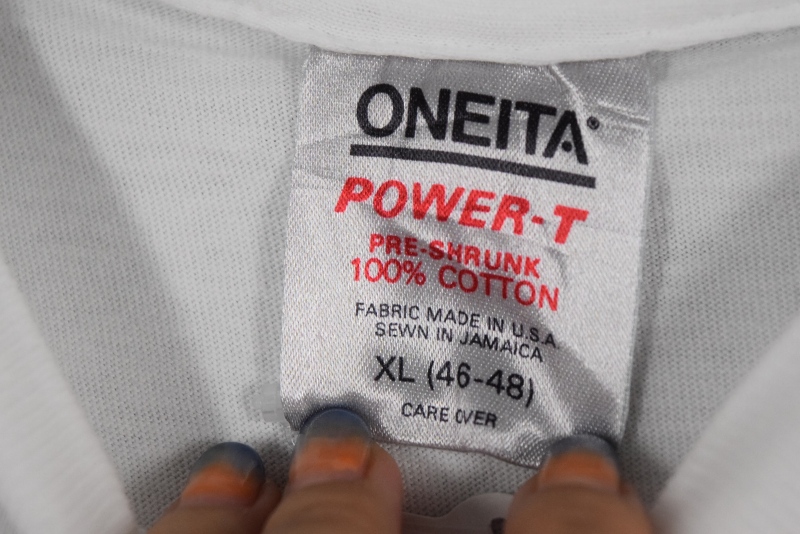 ONEITA®
POWER-T
PRE-SHRUNK
100% COTTON
FABRIC MADE IN U.S.A.
SEWN IN JAMAICA
XL (46-48)
CARE OVER